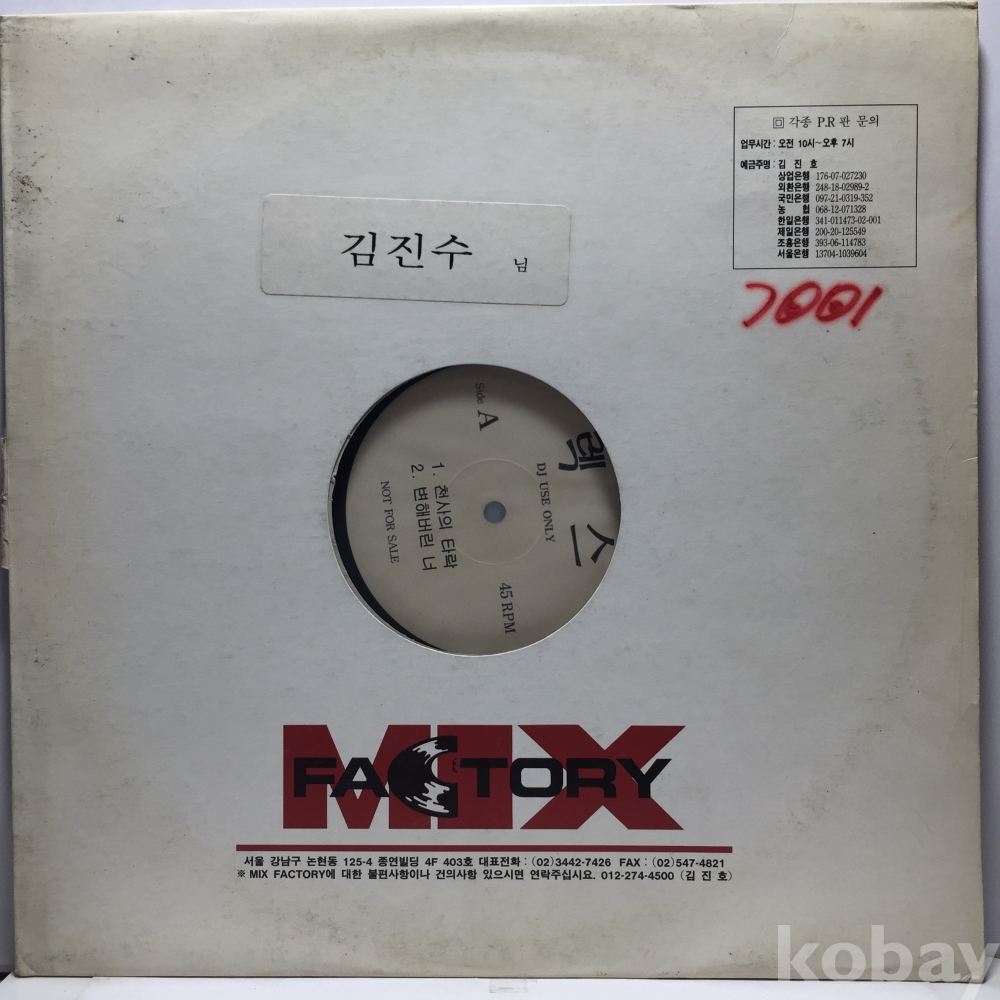 回 각종 P.R 판 문의
업무시간 : 오전 10시~오후 7시
예금주명 : 김 진 호
상업은행 176-07-027230
외환은행 248-18-02989-2
국민은행 097-21-0319-352
농 협 068-12-071328
한일은행 341-011473-02-001
제일은행 200-20-125549
조흥은행 393-06-114783
서울은행 13704-1039604
김진수 님
7001
Side A
렉스
DJ USE ONLY
1. 천사의 타락
2. 변해버린 너
NOT FOR SALE
45 RPM
MIX
FACTORY
서울 강남구 논현동 125-4 종연빌딩 4F 403호 대표전화 : (02)3442-7426 FAX : (02)547-4821
※ MIX FACTORY에 대한 불편사항이나 건의사항 있으시면 연락주십시요. 012-274-4500 (김 진 호)
kobay